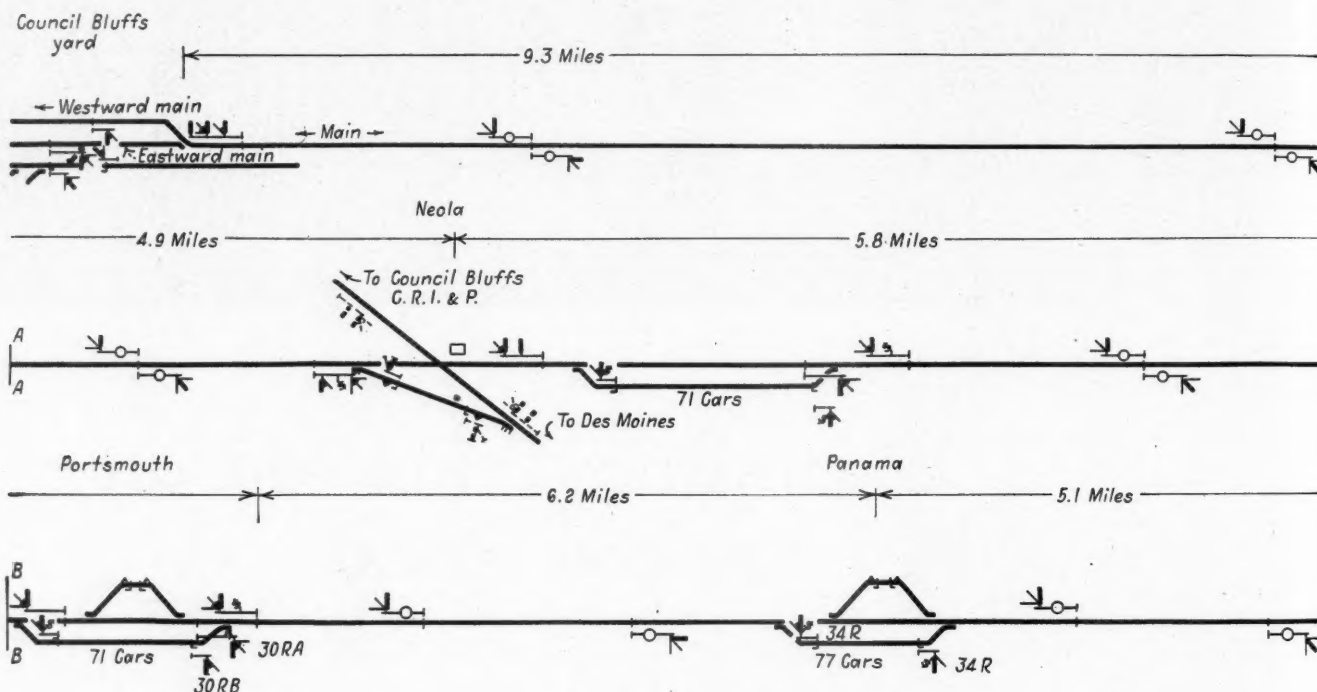 Council Bluffs
yard
9.3 Miles
Westward main
Main
Eastward main
Neola
4.9 Miles
5.8 Miles
To Council Bluffs
C.R.I. & P.
A
A
71 Cars
To Des Moines
Portsmouth
Panama
6.2 Miles
5.1 Miles
B
B
71 Cars
30RA
30RB
34R
77 Cars
34R